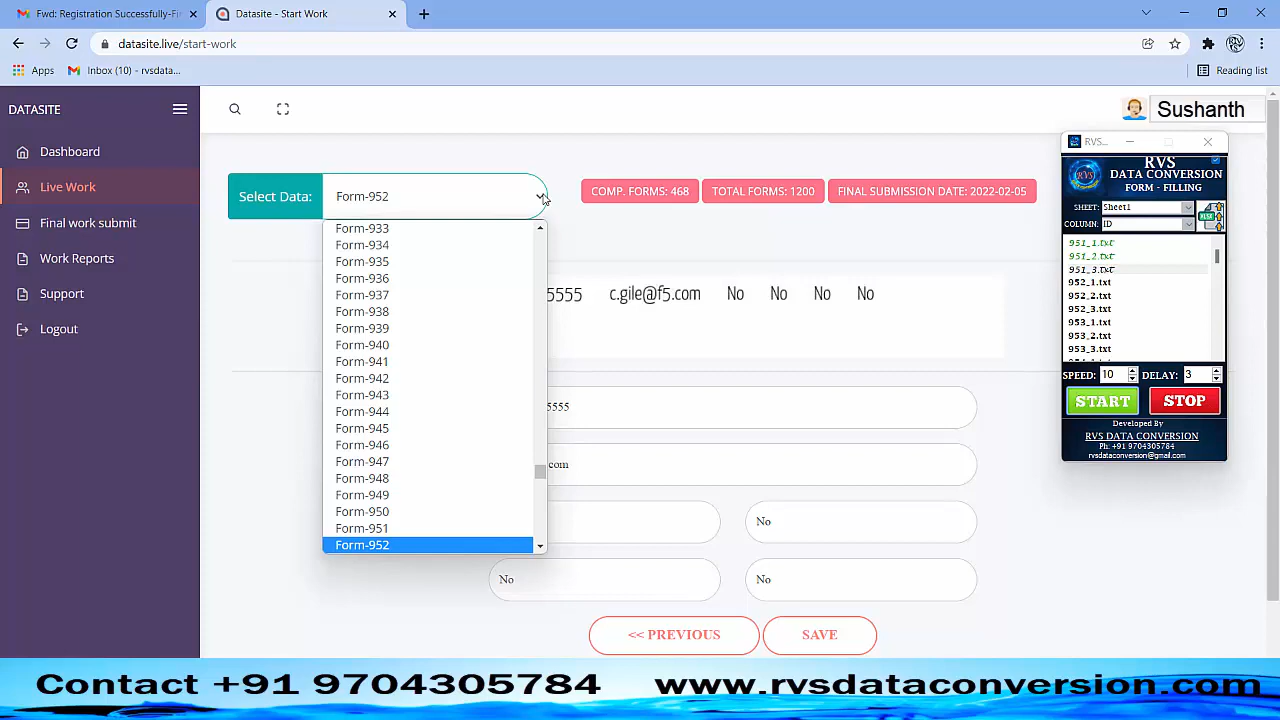 Fwd: Registration Successfully-Fi
Datasite - Start Work
datasite.live/start-work
Apps
Inbox (10) - rvsdata...
Reading list
DATASITE
Sushanth
Dashboard
Live Work
Final work submit
Work Reports
Support
Logout
Select Data:
Form-952
COMP. FORMS: 468
TOTAL FORMS: 1200
FINAL SUBMISSION DATE: 2022-02-05
Form-933
Form-934
Form-935
Form-936
Form-937
Form-938
Form-939
Form-940
Form-941
Form-942
Form-943
Form-944
Form-945
Form-946
Form-947
Form-948
Form-949
Form-950
Form-951
Form-952
5555 c.gile@f5.com No No No No
5555
com
No
No No
<< PREVIOUS
SAVE
RVS...
RVS
DATA CONVERSION
FORM - FILLING
SHEET: Sheet1
COLUMN: ID
951_1.txt
951_2.txt
951_3.txt
952_1.txt
952_2.txt
952_3.txt
953_1.txt
953_2.txt
953_3.txt
SPEED: 10 DELAY: 3
START STOP
Developed By
RVS DATA CONVERSION
Ph: +91 9704305784
rvsdataconversion@gmail.com
Contact +91 9704305784 www.rvsdataconversion.com